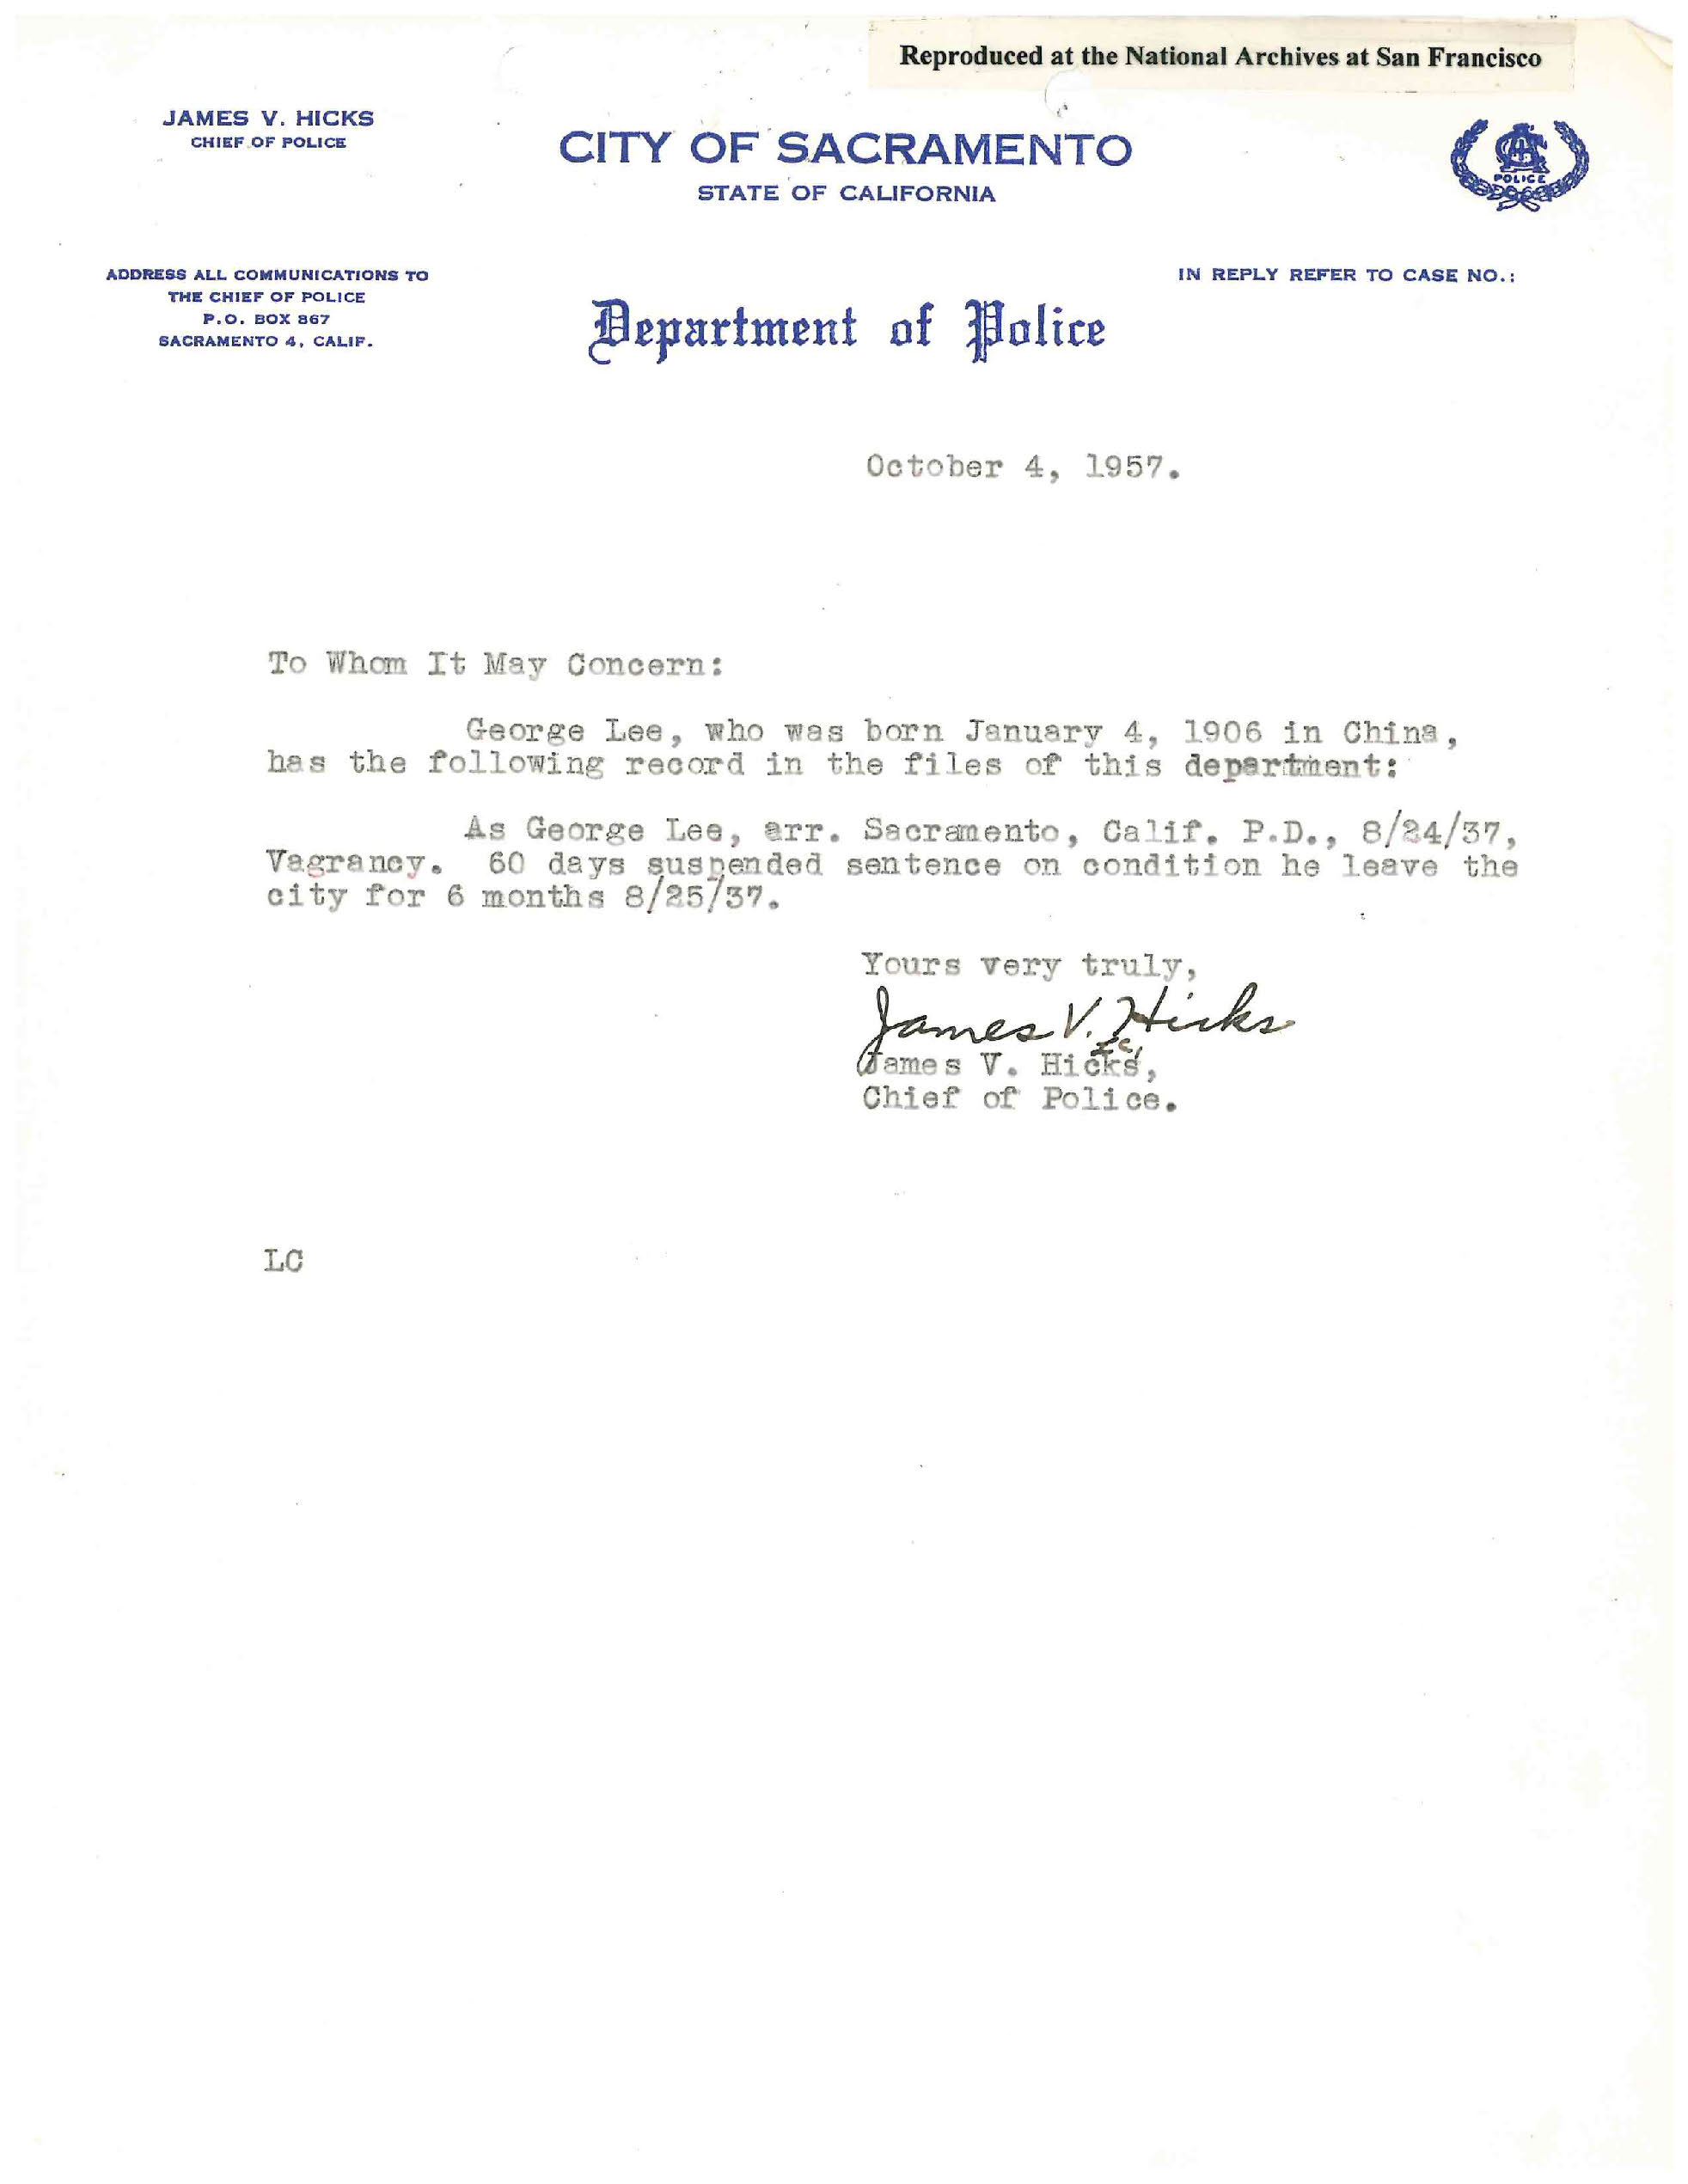 Reproduced at the National Archives at San Francisco
JAMES V. HICKS
CHIEF OF POLICE
CITY OF SACRAMENTO
STATE OF CALIFORNIA
POLICE
ADDRESS ALL COMMUNICATIONS TO
THE CHIEF OF POLICE
P.O. BOX 867
SACRAMENTO 4, CALIF.
IN REPLY REFER TO CASE NO.:
Department of Police
October 4, 1957.
To Whom It May Concern:
George Lee, who was born January 4, 1906 in China,
has the following record in the files of this department:
As George Lee, arr. Sacramento, Calif. P.D., 8/24/37,
Vagrancy. 60 days suspended sentence on condition he leave the
city for 6 months 8/25/37.
Yours very truly,
James V. Hicks
James V. Hicks,
Chief of Police.
LC